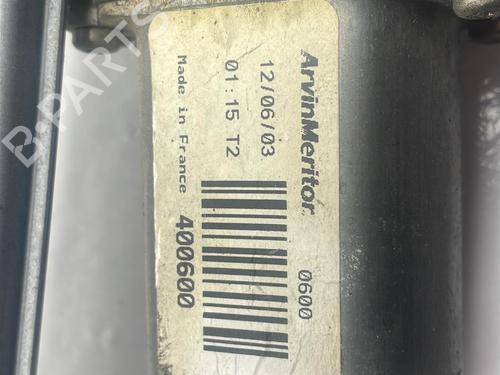 ArvinMeritor
0600
12/06/03
01:15 T2
Made in France
400600
B-PARTS